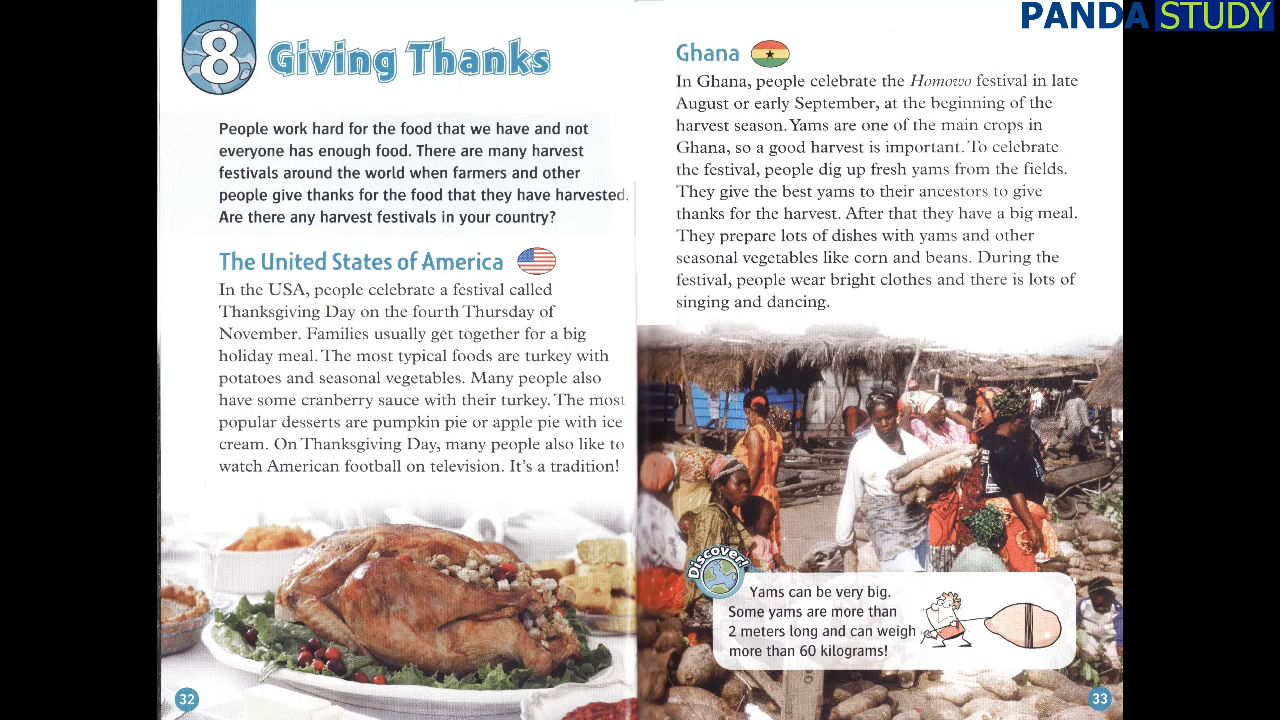 PANDA STUDY
8 Giving Thanks
People work hard for the food that we have and not
everyone has enough food. There are many harvest
festivals around the world when farmers and other
people give thanks for the food that they have harvested.
Are there any harvest festivals in your country?
The United States of America
In the USA, people celebrate a festival called
Thanksgiving Day on the fourth Thursday of
November. Families usually get together for a big
holiday meal. The most typical foods are turkey with
potatoes and seasonal vegetables. Many people also
have some cranberry sauce with their turkey. The most
popular desserts are pumpkin pie or apple pie with ice
cream. On Thanksgiving Day, many people also like to
watch American football on television. It's a tradition!
32
Ghana
In Ghana, people celebrate the Homowo festival in late
August or early September, at the beginning of the
harvest season. Yams are one of the main crops in
Ghana, so a good harvest is important. To celebrate
the festival, people dig up fresh yams from the fields.
They give the best yams to their ancestors to give
thanks for the harvest. After that they have a big meal.
They prepare lots of dishes with yams and other
seasonal vegetables like corn and beans. During the
festival, people wear bright clothes and there is lots of
singing and dancing.
Discover!
Yams can be very big.
Some yams are more than
2 meters long and can weigh
more than 60 kilograms!
33